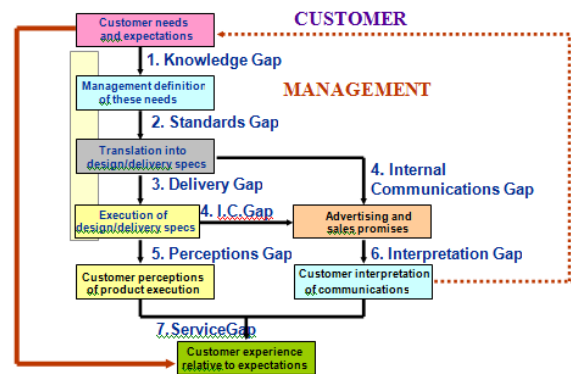 Customer needs
and expectations
CUSTOMER
1. Knowledge Gap
Management definition
of these needs
MANAGEMENT
2. Standards Gap
Translation into
design/delivery specs
4. Internal
Communications Gap
3. Delivery Gap
Execution of
design/delivery specs
4. I.C.Gap
Advertising and
sales promises
5. Perceptions Gap
6. Interpretation Gap
Customer perceptions
of product execution
Customer interpretation
of communications
7.ServiceGap
Customer experience
relative to expectations